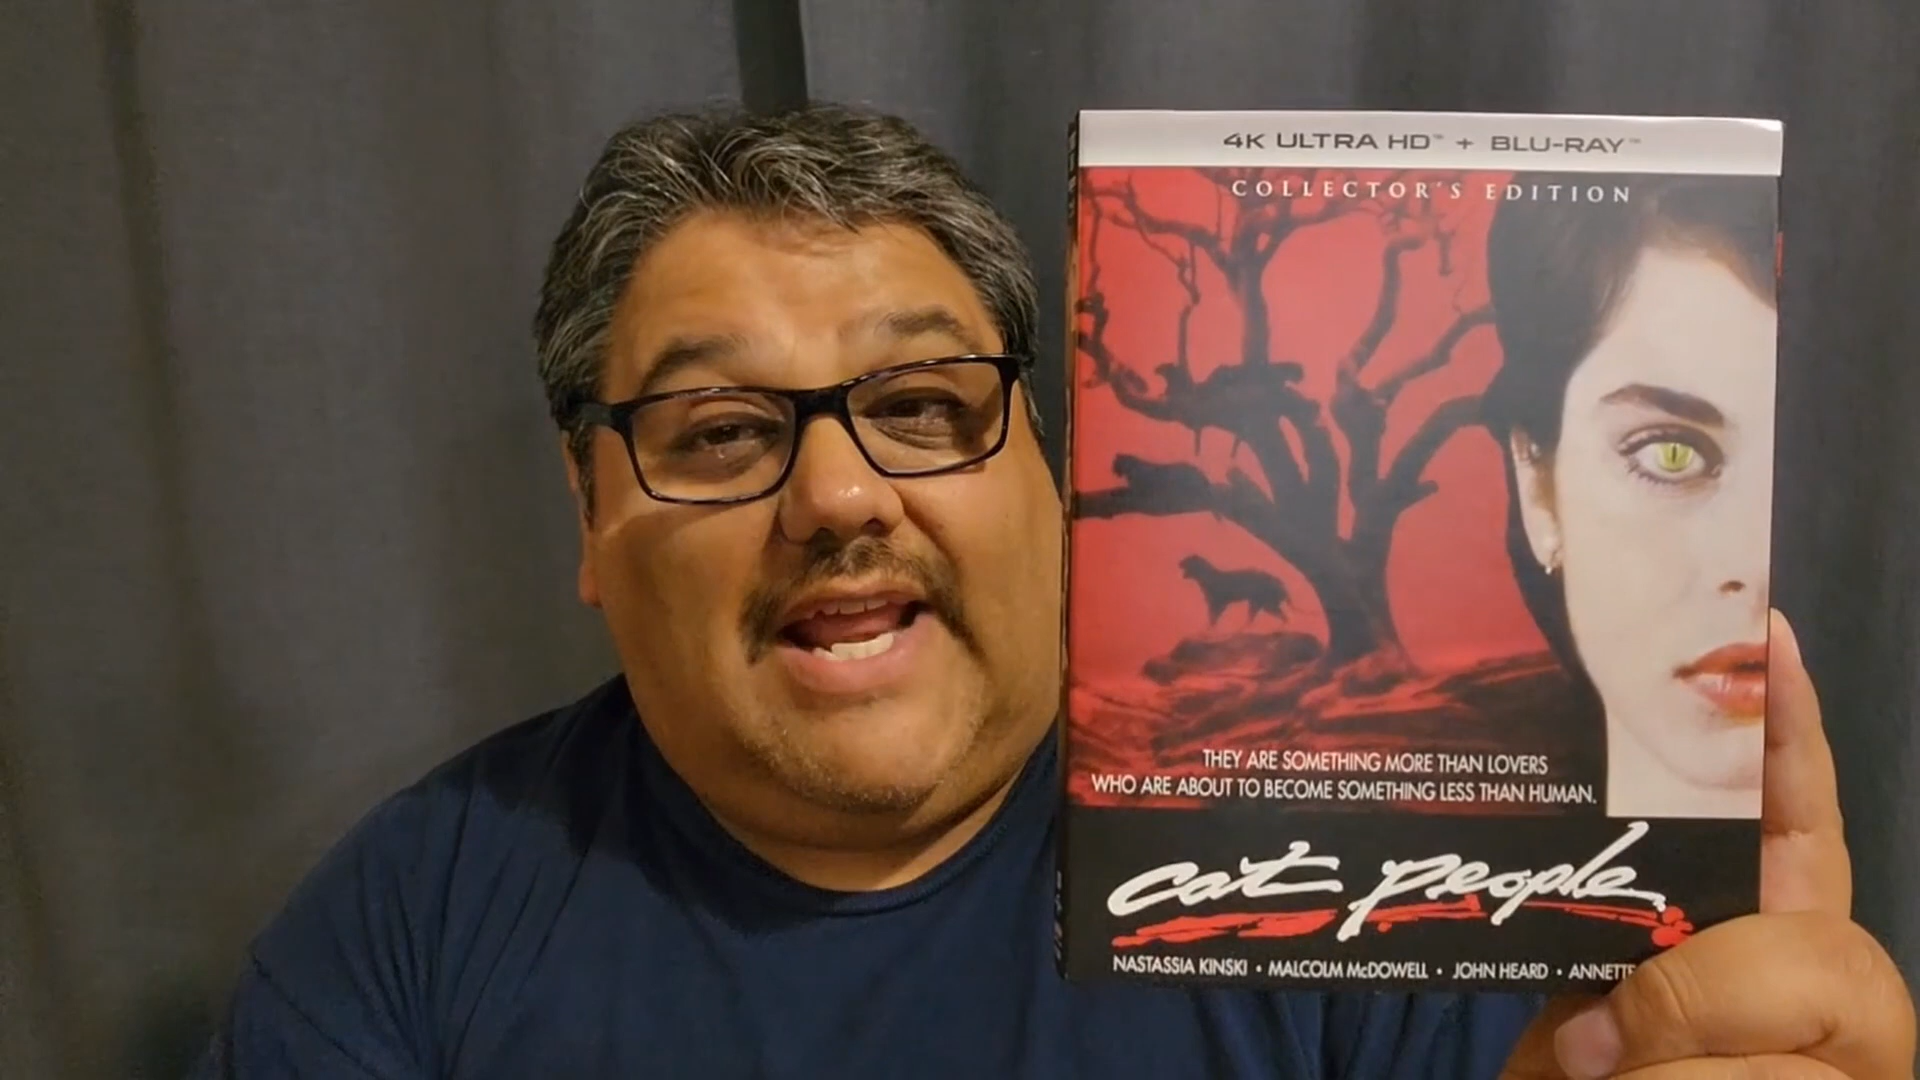 4K ULTRA HD™ + BLU-RAY™
COLLECTOR'S EDITION
THEY ARE SOMETHING MORE THAN LOVERS
WHO ARE ABOUT TO BECOME SOMETHING LESS THAN HUMAN.
cat people
NASTASSIA KINSKI • MALCOLM McDOWELL • JOHN HEARD • ANNETTE